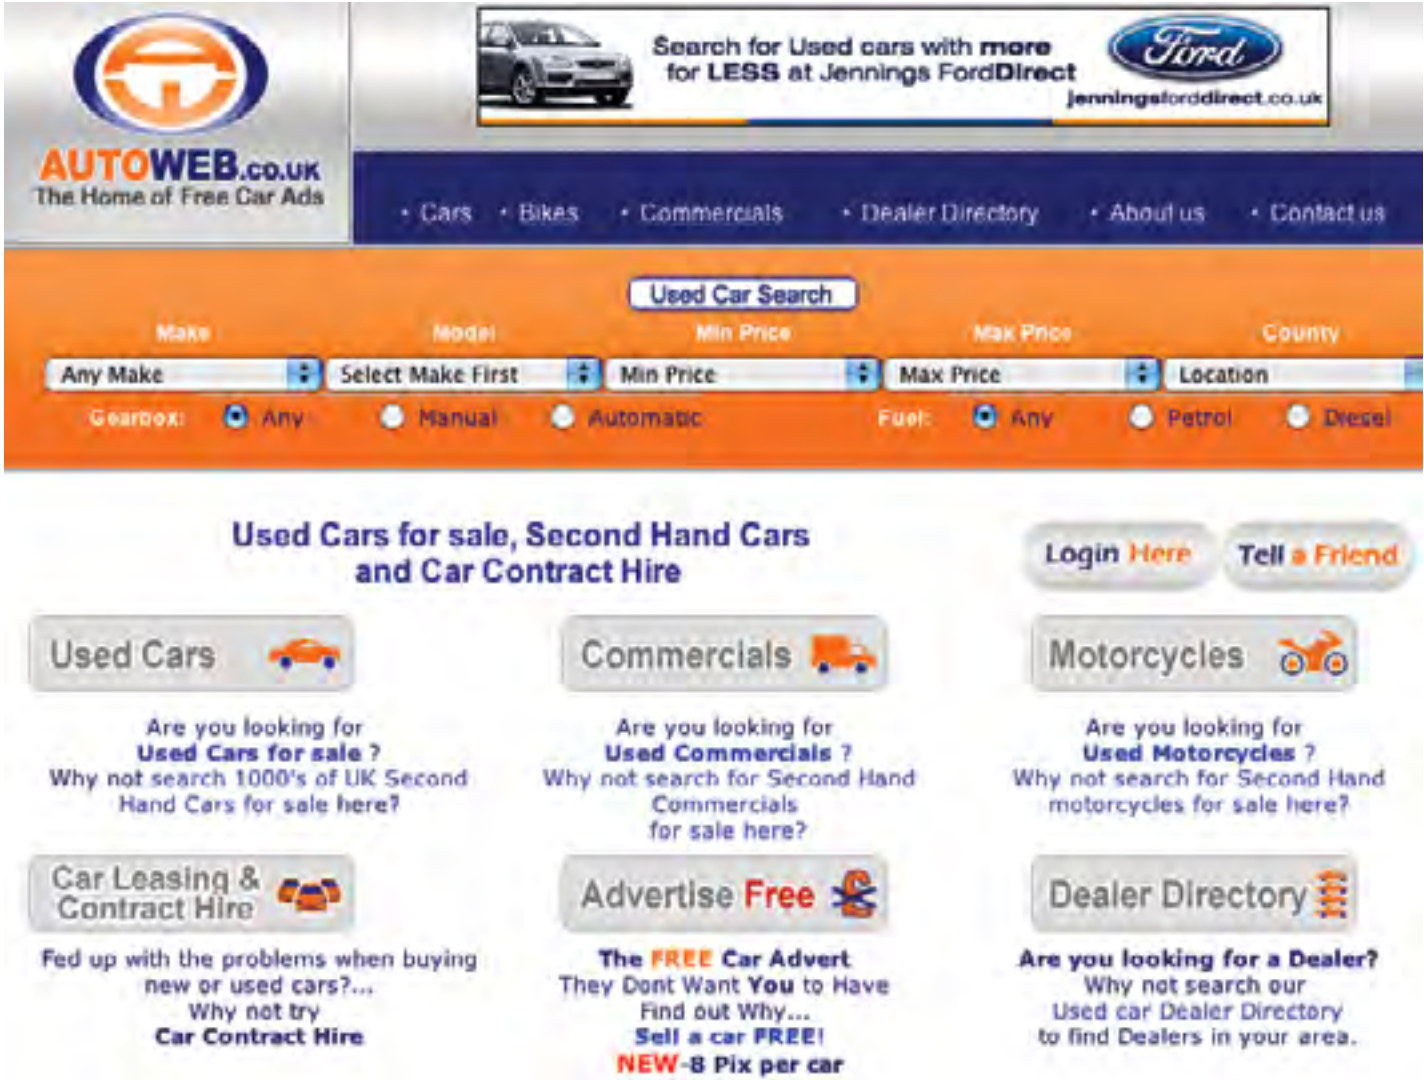 Search for Used cars with more
for LESS at Jennings FordDirect
Ford
jenningsforddirect.co.uk
AUTOWEB.CO.UK
The Home of Free Car Ads
• Cars • Bikes • Commercials • Dealer Directory • About us • Contact us
Used Car Search
Make Model Min Price Max Price County
Any Make Select Make First Min Price Max Price Location
Gearbox: Any Manual Automatic Fuel: Any Petrol Diesel
Used Cars for sale, Second Hand Cars
and Car Contract Hire
Login Here Tell a Friend
Used Cars
Are you looking for
Used Cars for sale ?
Why not search 1000's of UK Second
Hand Cars for sale here?
Commercials
Are you looking for
Used Commercials ?
Why not search for Second Hand
Commercials
for sale here?
Motorcycles
Are you looking for
Used Motorcycles ?
Why not search for Second Hand
motorcycles for sale here?
Car Leasing &
Contract Hire
Fed up with the problems when buying
new or used cars?...
Why not try
Car Contract Hire
Advertise Free
The FREE Car Advert
They Dont Want You to Have
Find out Why...
Sell a car FREE!
NEW-8 Pix per car
Dealer Directory
Are you looking for a Dealer?
Why not search our
Used car Dealer Directory
to find Dealers in your area.